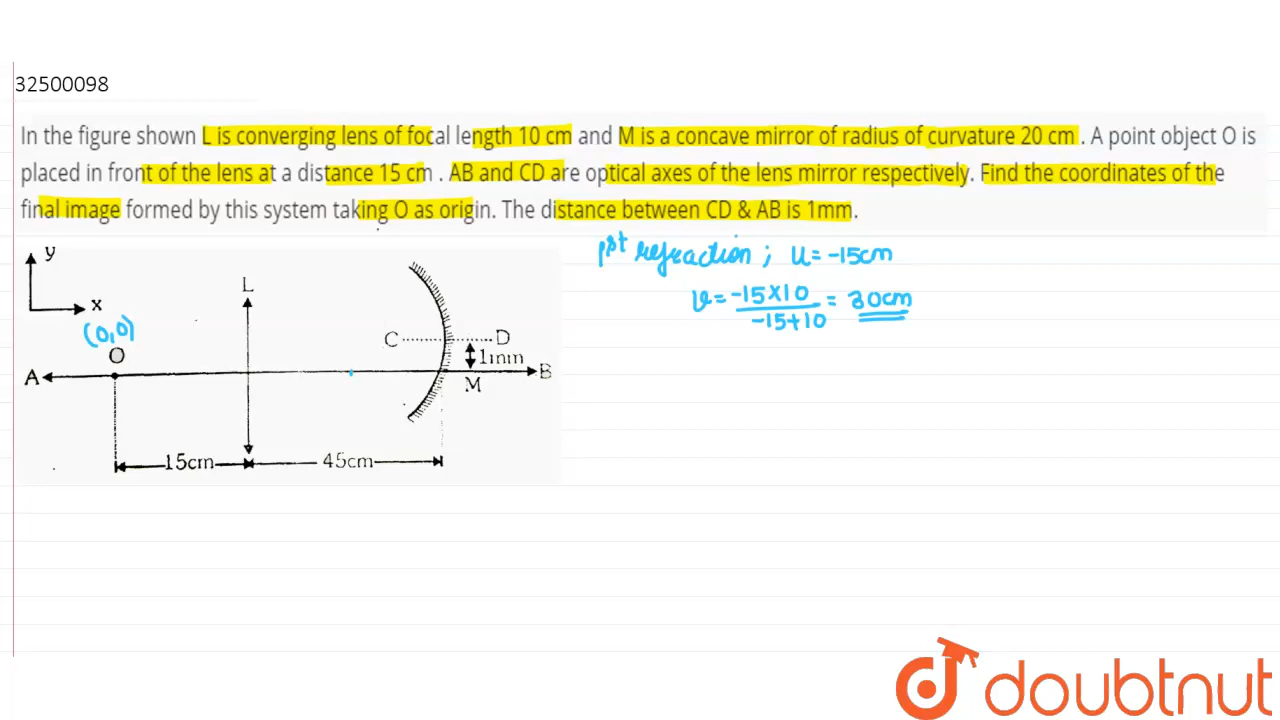 32500098
In the figure shown L is converging lens of focal length 10 cm and M is a concave mirror of radius of curvature 20 cm . A point object O is
placed in front of the lens at a distance 15 cm . AB and CD are optical axes of the lens mirror respectively. Find the coordinates of the
final image formed by this system taking O as origin. The distance between CD & AB is 1mm.
Ist refraction ; u = -15cm
v = -15×10 / -15+10 = 30cm
y
x
L
(0,0)
O
C D
1mm
A
M
B
15cm 45cm
doubtnut